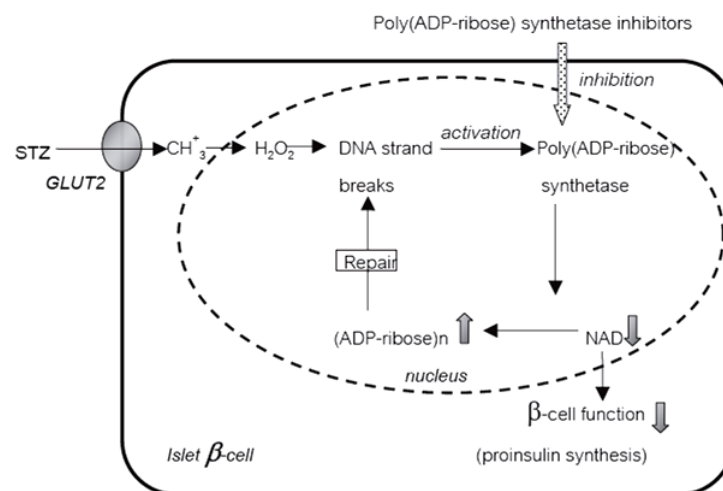 Poly(ADP-ribose) synthetase inhibitors
inhibition
STZ
GLUT2
CH₃⁺
H₂O₂
DNA strand
breaks
activation
Poly(ADP-ribose)
synthetase
Repair
(ADP-ribose)n
NAD
nucleus
β-cell function
(proinsulin synthesis)
Islet β-cell